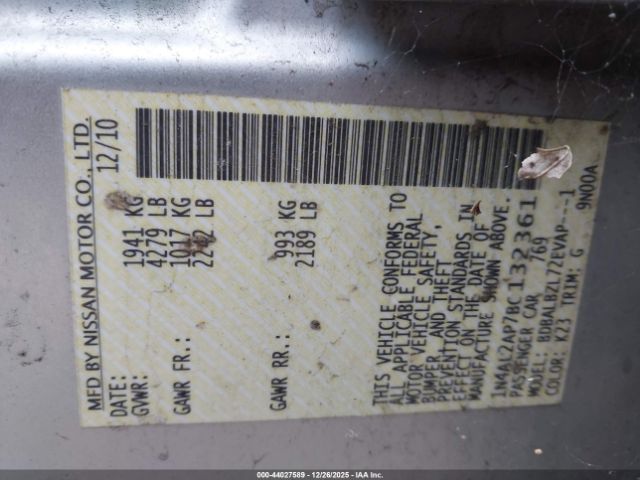 MFD BY NISSAN MOTOR CO., LTD.
DATE: 12/10
GVWR: 1941 KG
4279 LB
GAWR FR.: 1017 KG
2242 LB
GAWR RR.: 993 KG
2189 LB
THIS VEHICLE CONFORMS TO
ALL APPLICABLE FEDERAL
MOTOR VEHICLE SAFETY,
BUMPER, AND THEFT
PREVENTION STANDARDS IN
EFFECT ON THE DATE OF
MANUFACTURE SHOWN ABOVE.
1N4AL2AP7BC132361
PASSENGER CAR 769
MODEL: BDBALBZL72EVAP---1
COLOR: K23 TRIM: G 9N00A
000-44027589 - 12/26/2025 - IAA Inc.